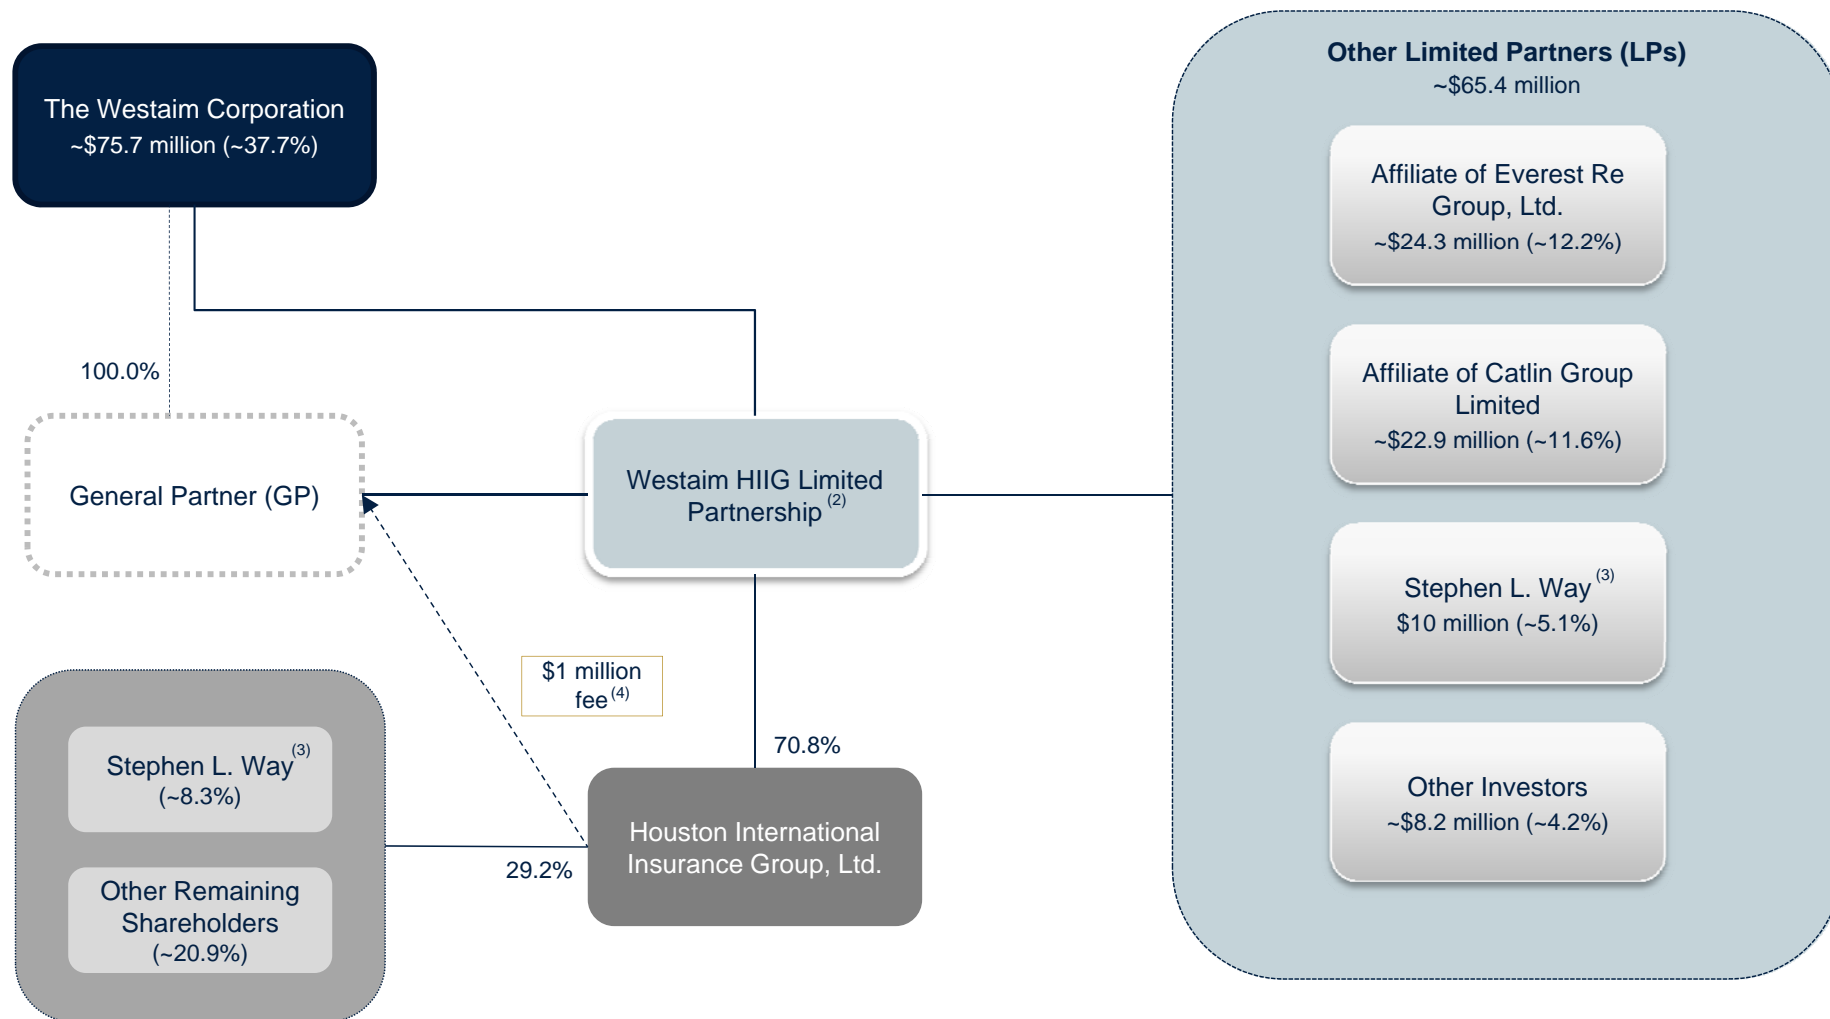 The Westaim Corporation
~$75.7 million (~37.7%)
Other Limited Partners (LPs)
~$65.4 million
Affiliate of Everest Re
Group, Ltd.
~$24.3 million (~12.2%)
Affiliate of Catlin Group
Limited
~$22.9 million (~11.6%)
Stephen L. Way (3)
$10 million (~5.1%)
Other Investors
~$8.2 million (~4.2%)
100.0%
General Partner (GP)
Westaim HIIG Limited
Partnership (2)
$1 million
fee (4)
70.8%
Stephen L. Way (3)
(~8.3%)
Other Remaining
Shareholders
(~20.9%)
29.2%
Houston International
Insurance Group, Ltd.